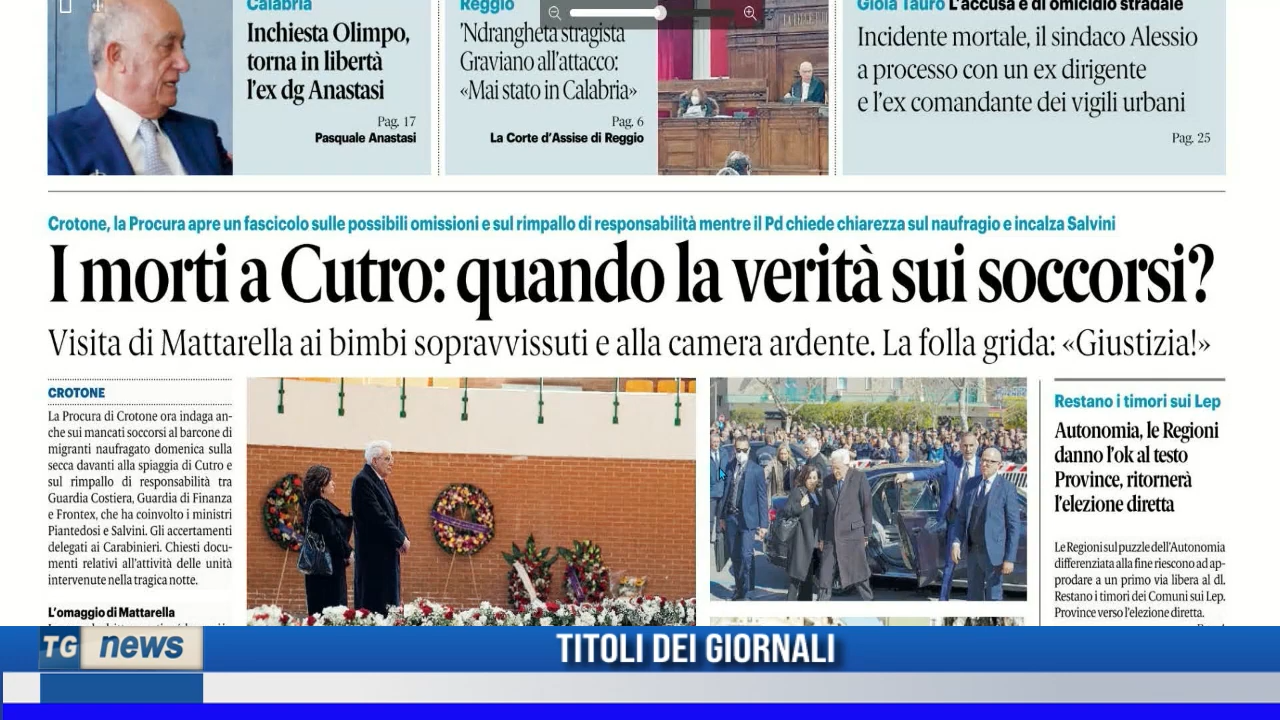 Calabria
Inchiesta Olimpo,
torna in libertà
l'ex dg Anastasi
Pag. 17
Pasquale Anastasi
Reggio
'Ndrangheta stragista
Graviano all'attacco:
«Mai stato in Calabria»
Pag. 6
La Corte d'Assise di Reggio
Gioia Tauro L'accusa è di omicidio stradale
Incidente mortale, il sindaco Alessio
a processo con un ex dirigente
e l'ex comandante dei vigili urbani
Pag. 25
Crotone, la Procura apre un fascicolo sulle possibili omissioni e sul rimpallo di responsabilità mentre il Pd chiede chiarezza sul naufragio e incalza Salvini
I morti a Cutro: quando la verità sui soccorsi?
Visita di Mattarella ai bimbi sopravvissuti e alla camera ardente. La folla grida: «Giustizia!»
CROTONE
La Procura di Crotone ora indaga an-
che sui mancati soccorsi al barcone di
migranti naufragato domenica sulla
secca davanti alla spiaggia di Cutro e
sul rimpallo di responsabilità tra
Guardia Costiera, Guardia di Finanza
e Frontex, che ha coinvolto i ministri
Piantedosi e Salvini. Gli accertamenti
delegati ai Carabinieri. Chiesti docu-
menti relativi all'attività delle unità
intervenute nella tragica notte.
L'omaggio di Mattarella
Restano i timori sui Lep
Autonomia, le Regioni
danno l'ok al testo
Province, ritornerà
l'elezione diretta
Le Regioni sul puzzle dell'Autonomia
differenziata alla fine riescono ad ap-
prodare a un primo via libera al dl.
Restano i timori dei Comuni sui Lep.
Province verso l'elezione diretta.
TG news
TITOLI DEI GIORNALI